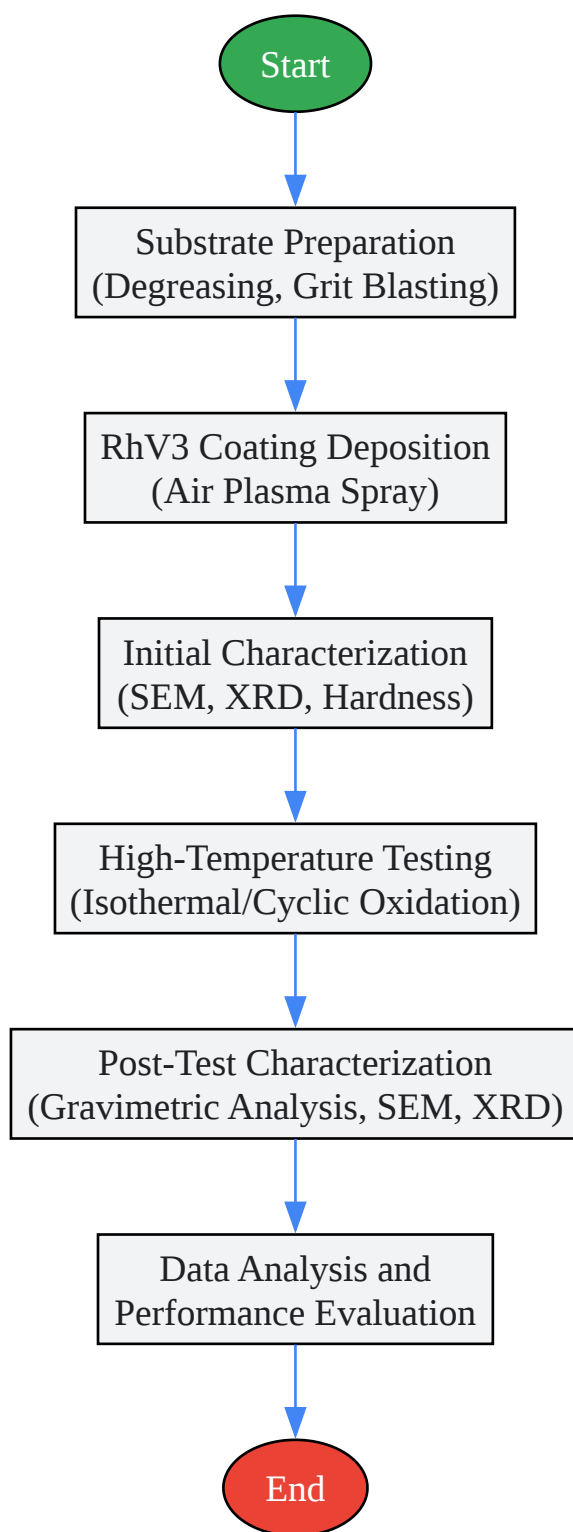 Start
Substrate Preparation
(Degreasing, Grit Blasting)
RhV3 Coating Deposition
(Air Plasma Spray)
Initial Characterization
(SEM, XRD, Hardness)
High-Temperature Testing
(Isothermal/Cyclic Oxidation)
Post-Test Characterization
(Gravimetric Analysis, SEM, XRD)
Data Analysis and
Performance Evaluation
End